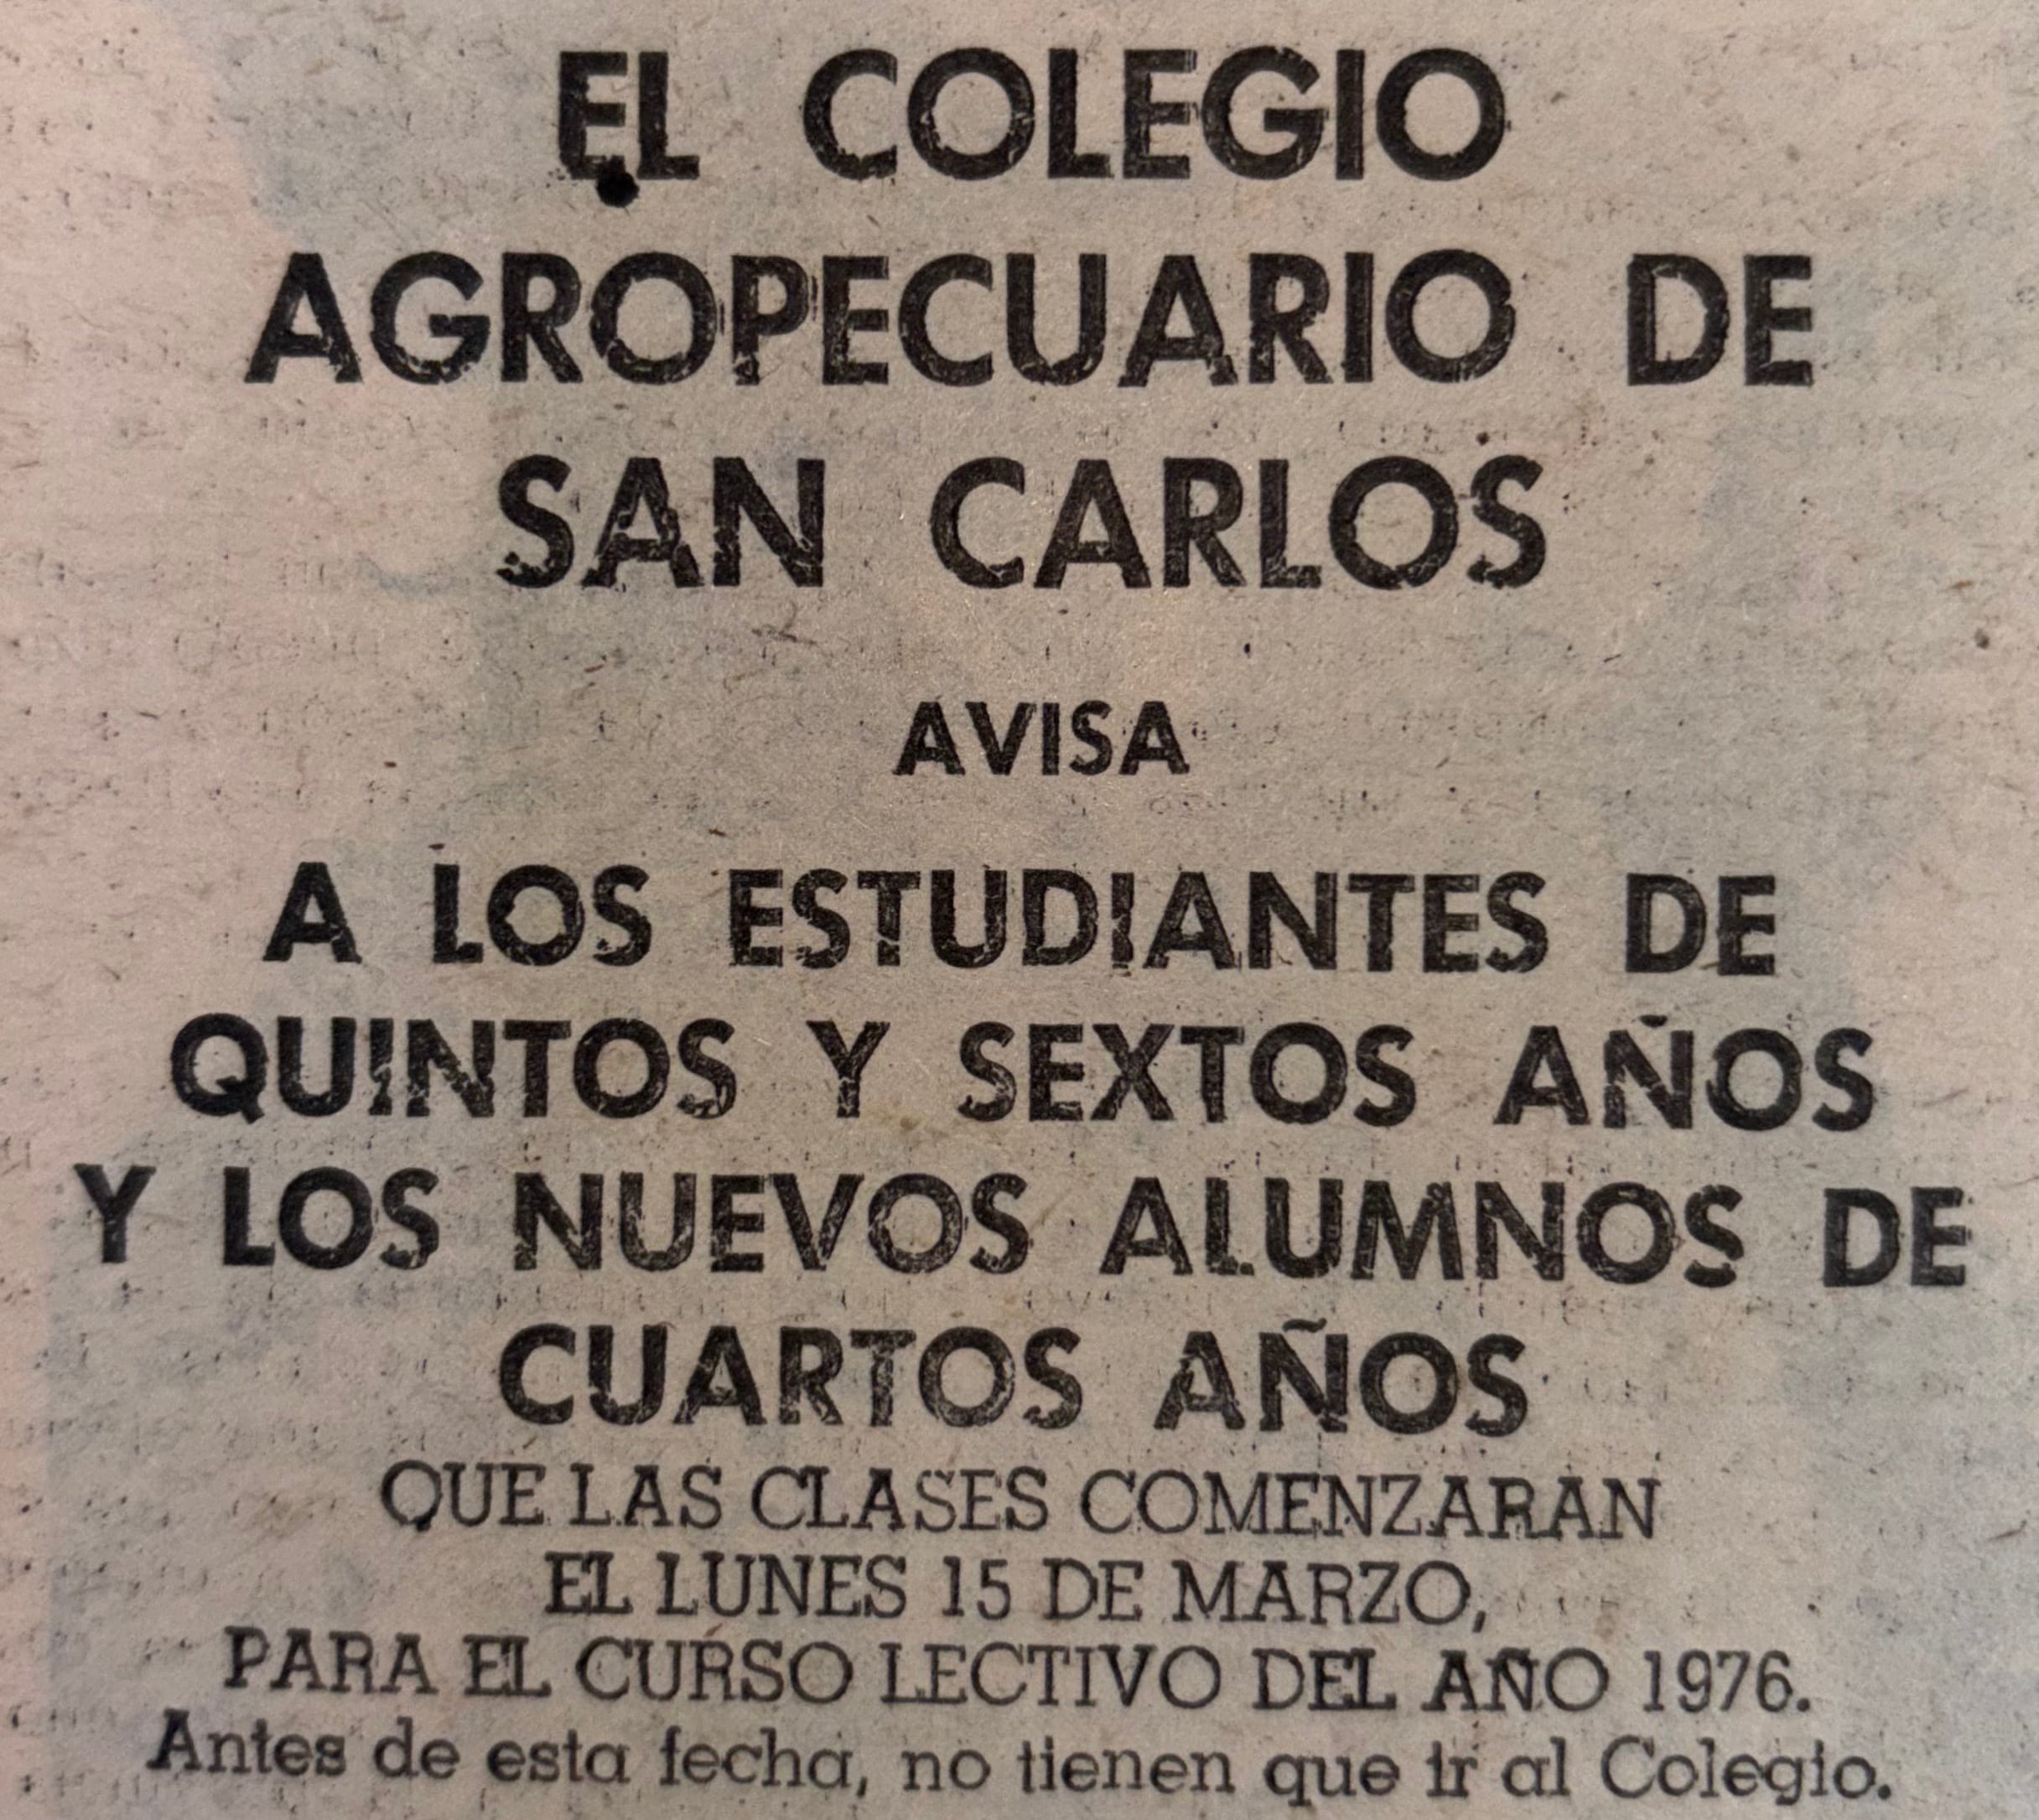 EL COLEGIO
AGROPECUARIO DE
SAN CARLOS
AVISA
A LOS ESTUDIANTES DE
QUINTOS Y SEXTOS AÑOS
Y LOS NUEVOS ALUMNOS DE
CUARTOS AÑOS
QUE LAS CLASES COMENZARAN
EL LUNES 15 DE MARZO,
PARA EL CURSO LECTIVO DEL AÑO 1976.
Antes de esta fecha, no tienen que ir al Colegio.